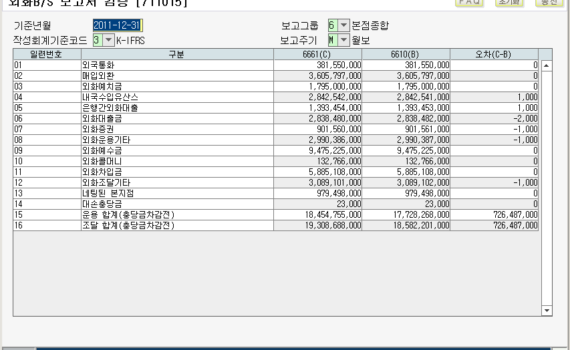 외화B/S 보고서 검증 [711015]
F A Q 초기화
기준년월 2011-12-31 보고그룹 6 본점종합
작성회계기준코드 3 K-IFRS 보고주기 M 월보
일련번호 구분 6661(C) 6610(B) 오차(C-B)
01 외국통화 381,550,000 381,550,000 0
02 매입외환 3,605,797,000 3,605,797,000 0
03 외화예치금 1,795,000,000 1,795,000,000 0
04 내국수입유산스 2,842,542,000 2,842,541,000 1,000
05 은행간외화대출 1,393,454,000 1,393,453,000 1,000
06 외화대출금 2,838,480,000 2,838,482,000 -2,000
07 외화증권 901,560,000 901,561,000 -1,000
08 외화운용기타 2,990,386,000 2,990,387,000 -1,000
09 외화예수금 9,475,225,000 9,475,225,000 0
10 외화콜머니 132,766,000 132,766,000 0
11 외화차입금 5,885,108,000 5,885,108,000 0
12 외화조달기타 3,089,101,000 3,089,102,000 -1,000
13 네팅된 본지점 979,498,000 979,498,000 0
14 대손충당금 23,000 23,000 0
15 운용 합계(충당금차감전) 18,454,755,000 17,728,268,000 726,487,000
16 조달 합계(충당금차감전) 19,308,688,000 18,582,201,000 726,487,000